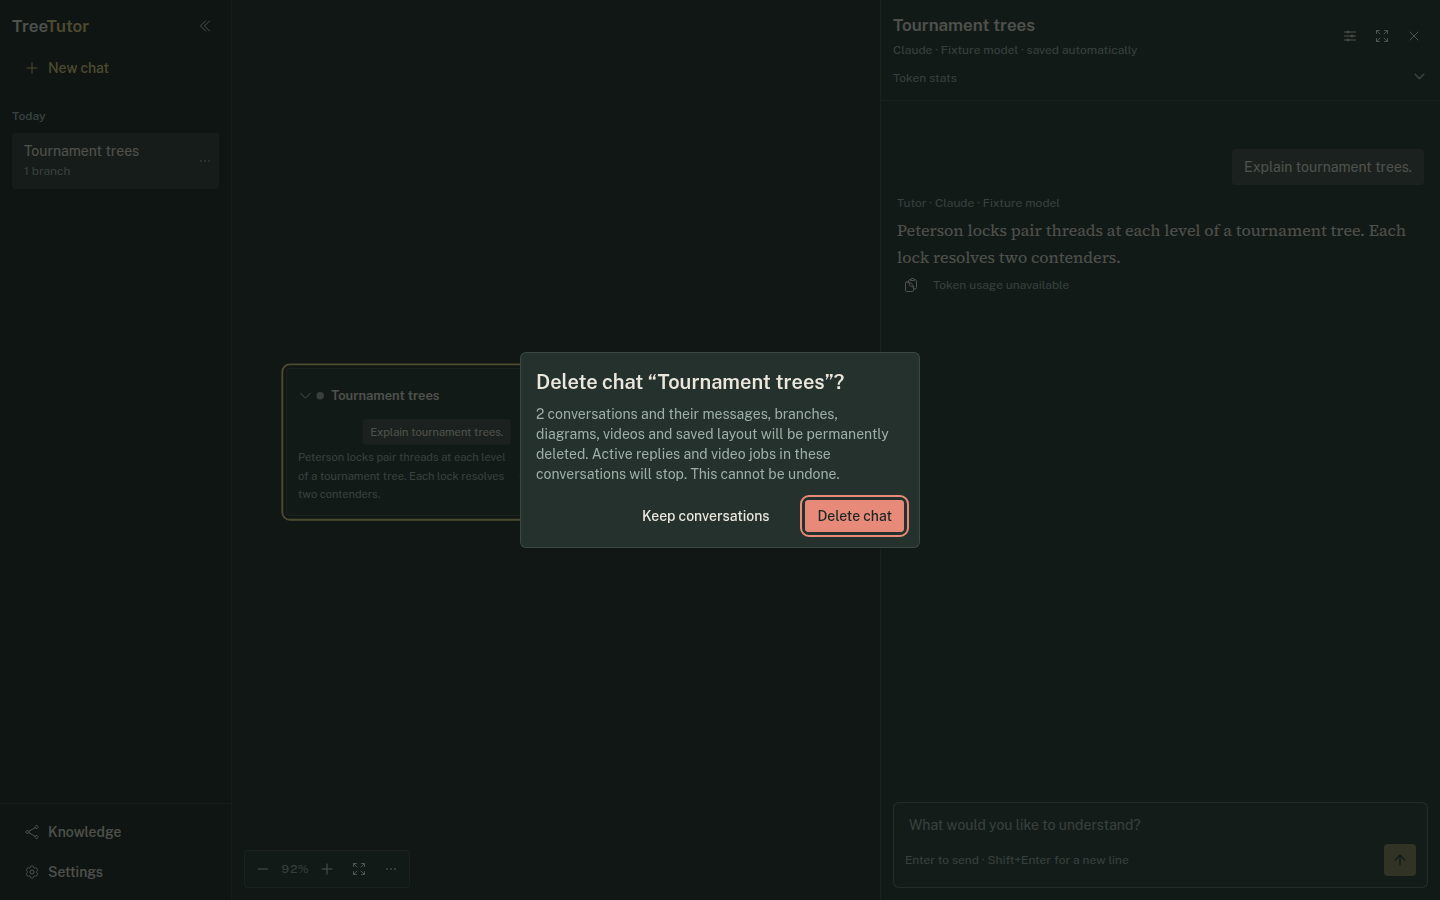 TreeTutor
New chat
Today
Tournament trees
1 branch
Knowledge
Settings
Tournament trees
Explain tournament trees.
Peterson locks pair threads at each level
of a tournament tree. Each lock resolves
two contenders.
92%
Delete chat “Tournament trees”?
2 conversations and their messages, branches,
diagrams, videos and saved layout will be permanently
deleted. Active replies and video jobs in these
conversations will stop. This cannot be undone.
Keep conversations
Delete chat
Tournament trees
Claude · Fixture model · saved automatically
Token stats
Explain tournament trees.
Tutor · Claude · Fixture model
Peterson locks pair threads at each level of a tournament tree. Each
lock resolves two contenders.
Token usage unavailable
What would you like to understand?
Enter to send · Shift+Enter for a new line